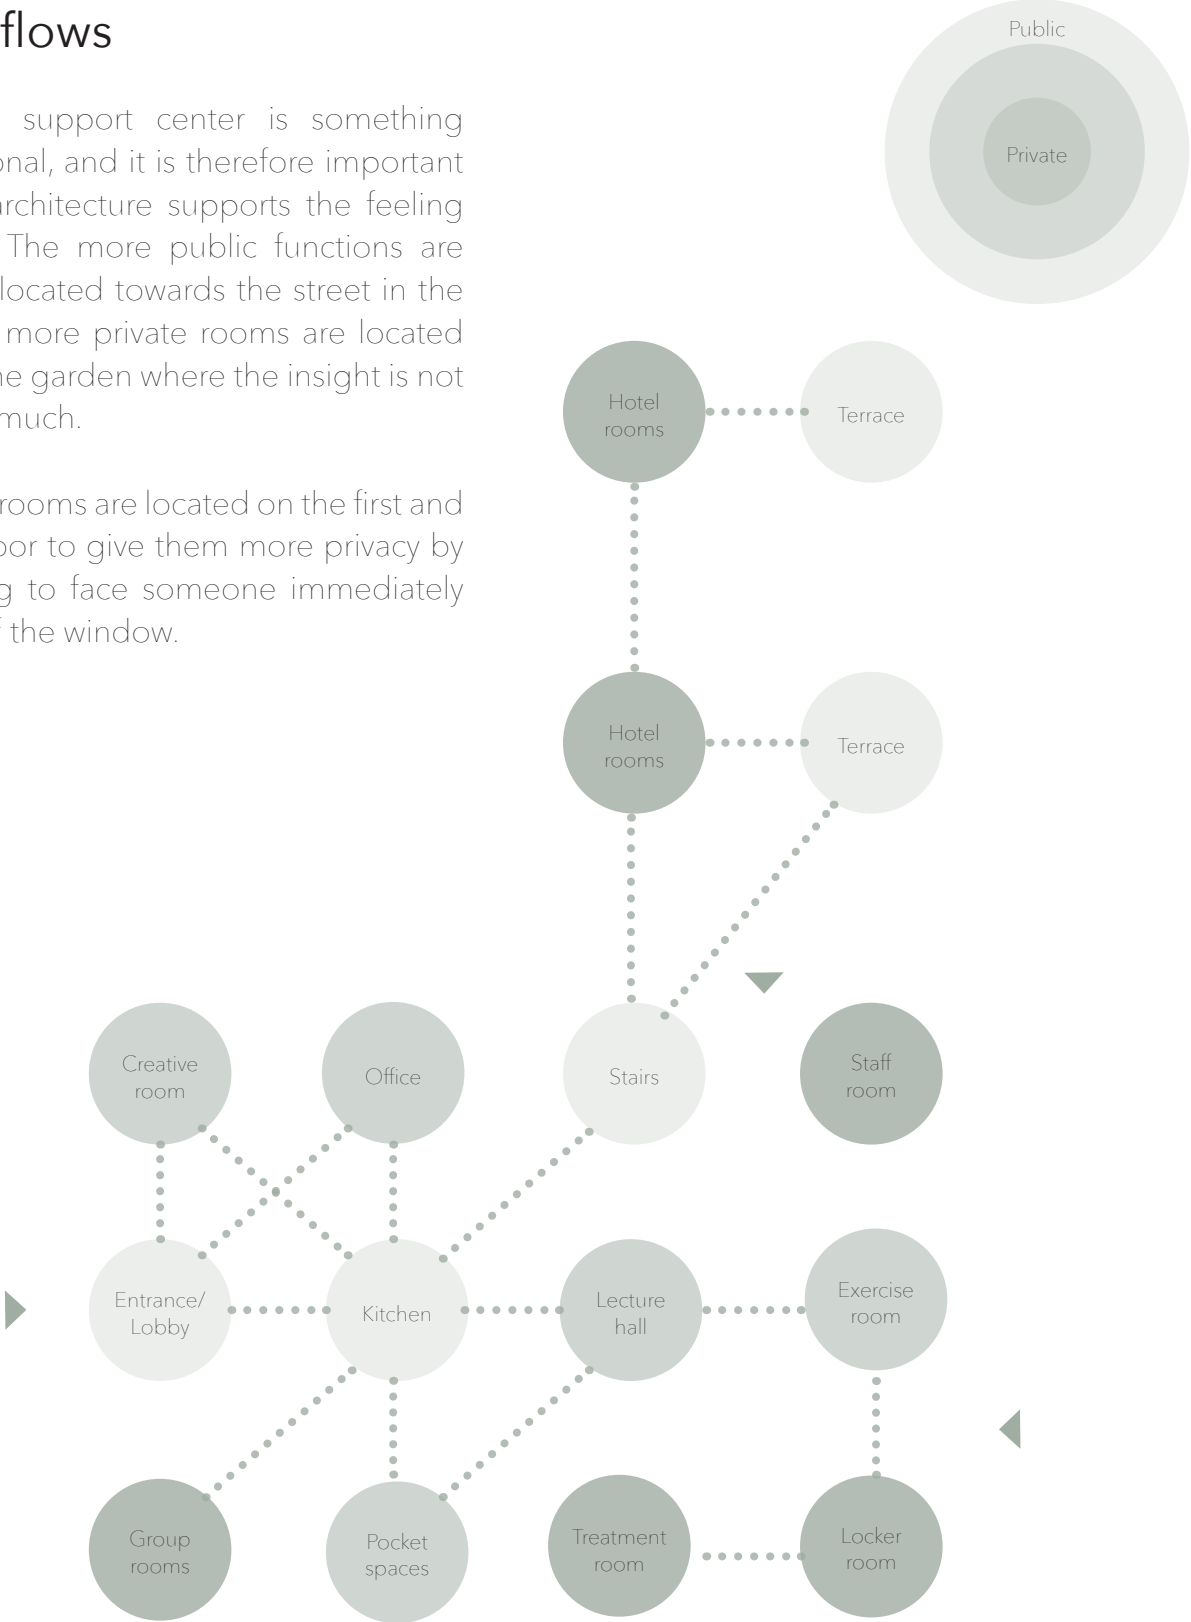 flows
support center is something
onal, and it is therefore important
architecture supports the feeling
The more public functions are
located towards the street in the
more private rooms are located
he garden where the insight is not
much.
rooms are located on the first and
oor to give them more privacy by
g to face someone immediately
f the window.
Public
Private
Hotel
rooms
Terrace
Hotel
rooms
Terrace
Creative
room
Office
Stairs
Staff
room
Entrance/
Lobby
Kitchen
Lecture
hall
Exercise
room
Group
rooms
Pocket
spaces
Treatment
room
Locker
room